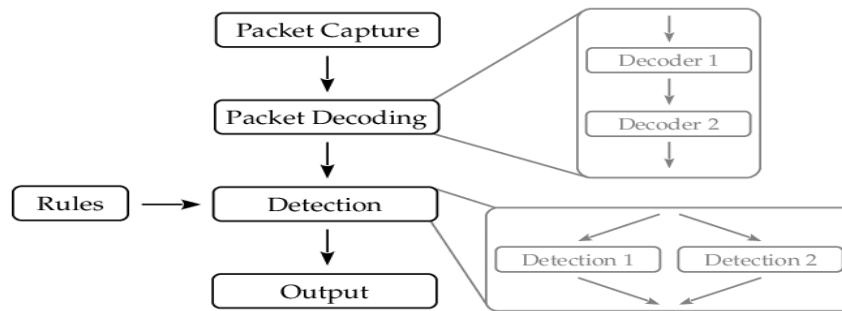 Packet Capture
Decoder 1
Packet Decoding
Decoder 2
Rules
Detection
Detection 1
Detection 2
Output